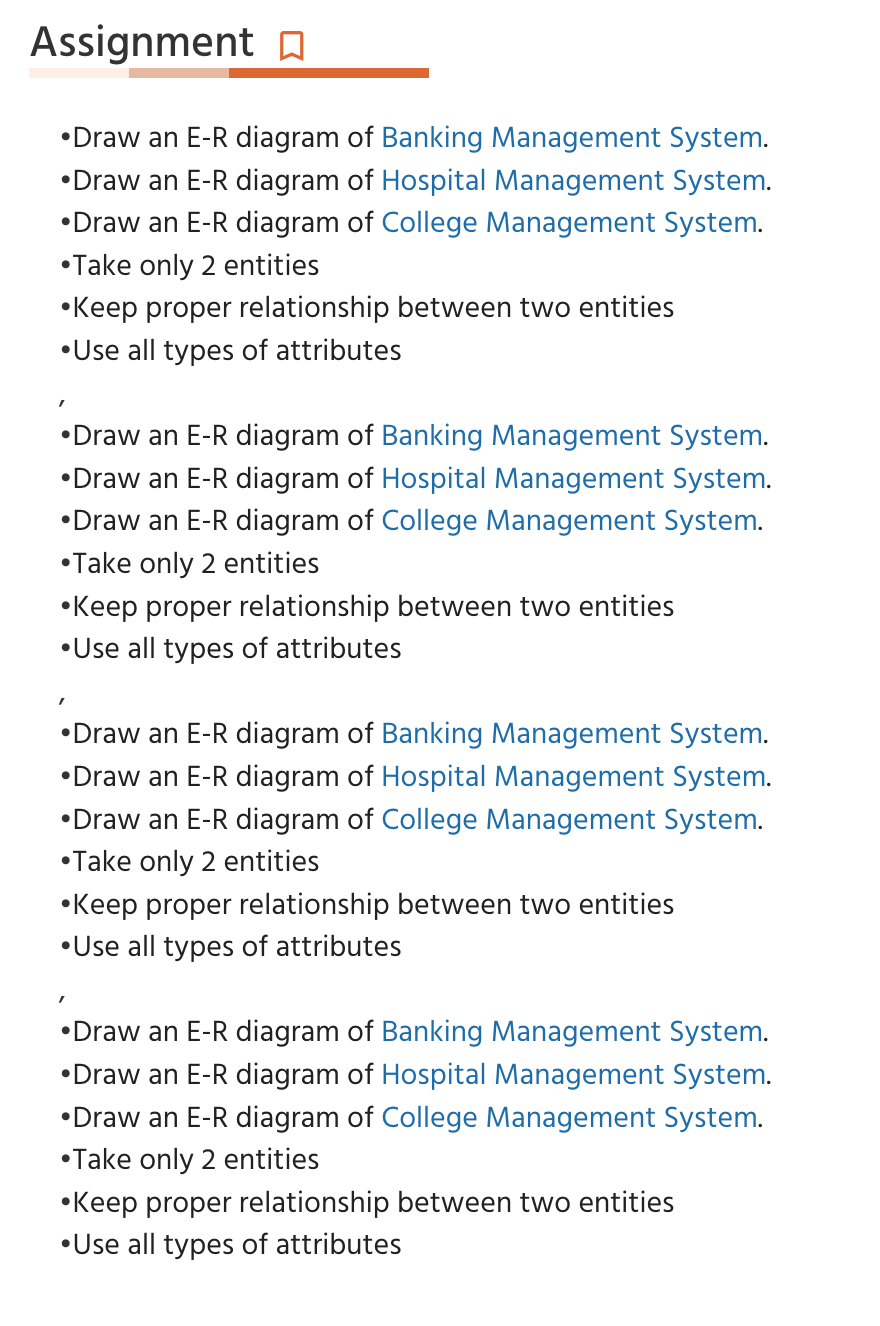 Assignment
•Draw an E-R diagram of Banking Management System.
•Draw an E-R diagram of Hospital Management System.
•Draw an E-R diagram of College Management System.
•Take only 2 entities
•Keep proper relationship between two entities
•Use all types of attributes
,
•Draw an E-R diagram of Banking Management System.
•Draw an E-R diagram of Hospital Management System.
•Draw an E-R diagram of College Management System.
•Take only 2 entities
•Keep proper relationship between two entities
•Use all types of attributes
,
•Draw an E-R diagram of Banking Management System.
•Draw an E-R diagram of Hospital Management System.
•Draw an E-R diagram of College Management System.
•Take only 2 entities
•Keep proper relationship between two entities
•Use all types of attributes
,
•Draw an E-R diagram of Banking Management System.
•Draw an E-R diagram of Hospital Management System.
•Draw an E-R diagram of College Management System.
•Take only 2 entities
•Keep proper relationship between two entities
•Use all types of attributes